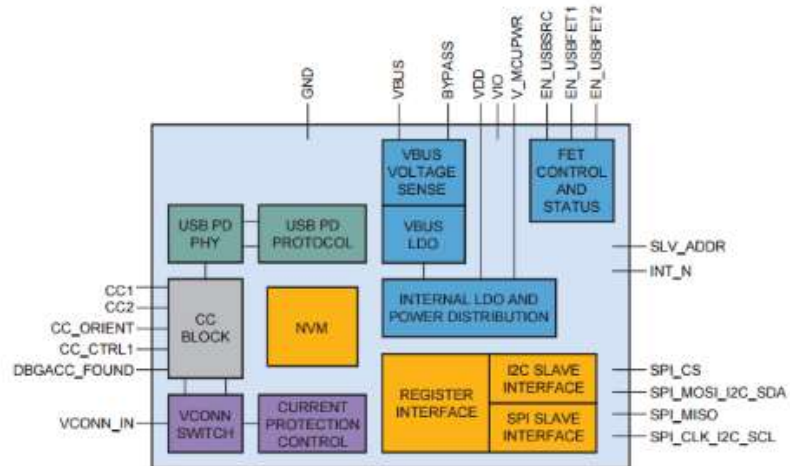 GND
VBUS
BYPASS
VDD
VIO
V_MCUPWR
EN_USBSRC
EN_USBFET1
EN_USBFET2
VBUS
VOLTAGE
SENSE
FET
CONTROL
AND
STATUS
USB PD
PHY
USB PD
PROTOCOL
VBUS
LDO
SLV_ADDR
INT_N
CC1
CC2
CC_ORIENT
CC_CTRL1
DBGACC_FOUND
CC
BLOCK
NVM
INTERNAL LDO AND
POWER DISTRIBUTION
REGISTER
INTERFACE
I2C SLAVE
INTERFACE
SPI SLAVE
INTERFACE
SPI_CS
SPI_MOSI_I2C_SDA
SPI_MISO
SPI_CLK_I2C_SCL
VCONN_IN
VCONN
SWITCH
CURRENT
PROTECTION
CONTROL